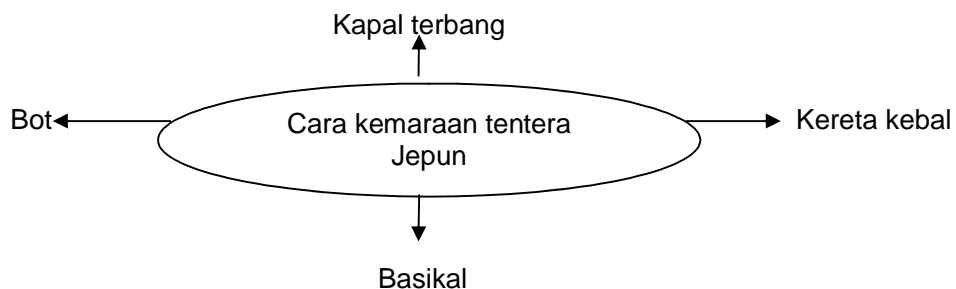 Kapal terbang
Bot
Cara kemaraan tentera
Jepun
Kereta kebal
Basikal